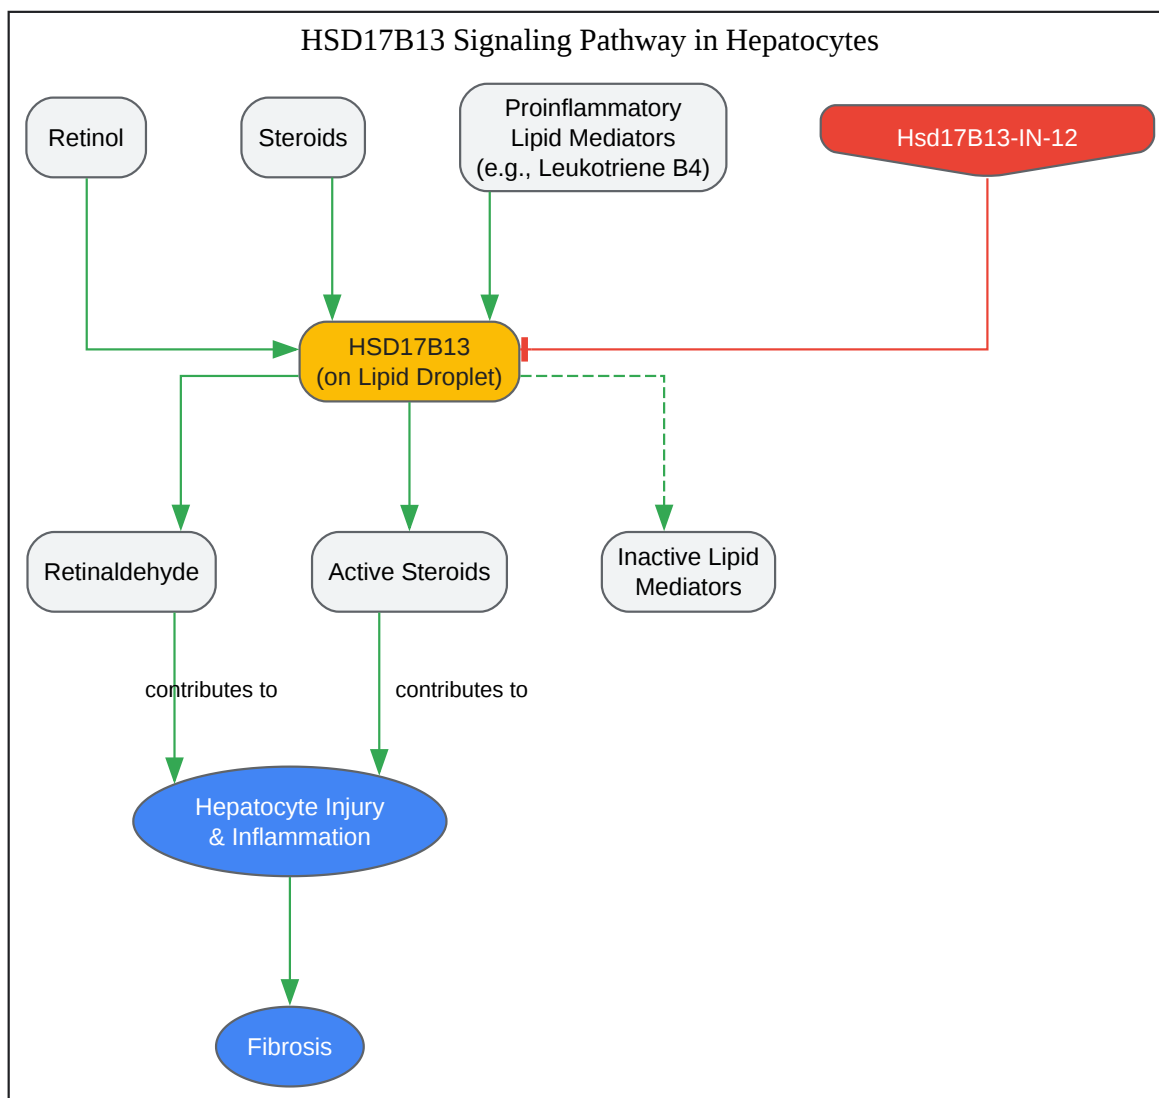 HSD17B13 Signaling Pathway in Hepatocytes
Retinol
Steroids
Proinflammatory
Lipid Mediators
(e.g., Leukotriene B4)
Hsd17B13-IN-12
HSD17B13
(on Lipid Droplet)
Retinaldehyde
Active Steroids
Inactive Lipid
Mediators
contributes to
contributes to
Hepatocyte Injury
& Inflammation
Fibrosis